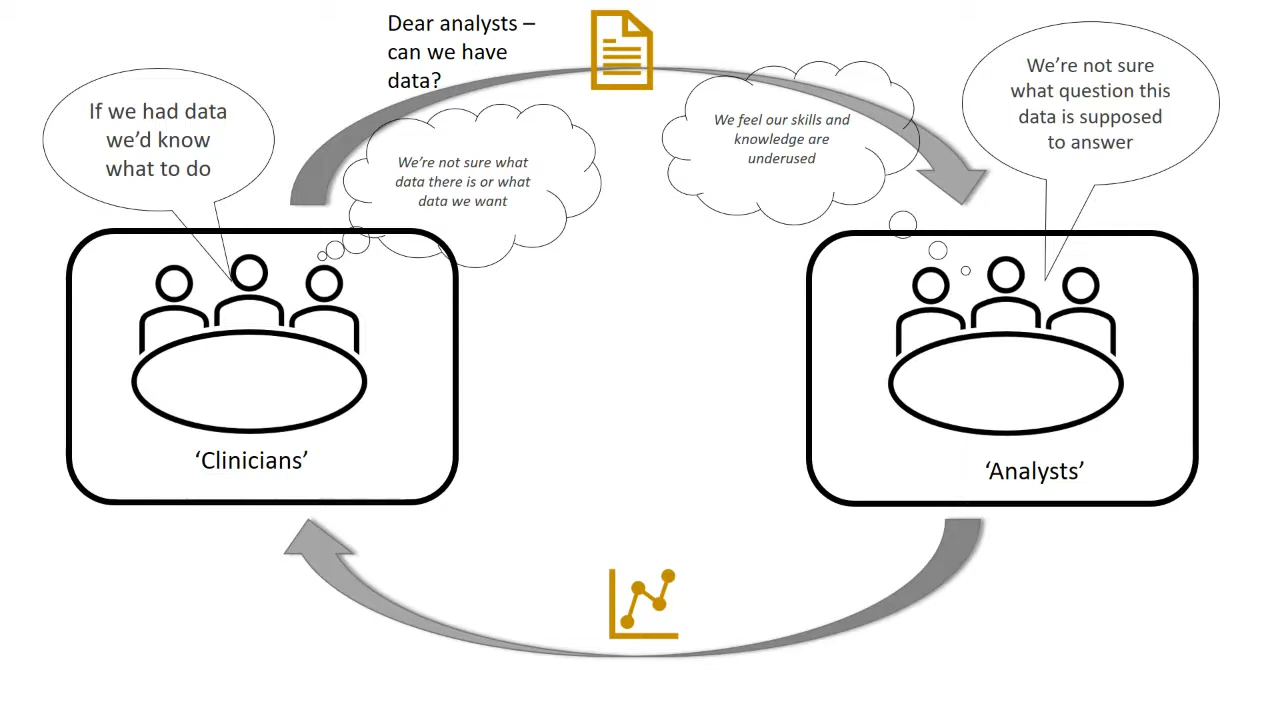 Dear analysts –
can we have
data?
If we had data
we’d know
what to do
We’re not sure what
data there is or what
data we want
We feel our skills and
knowledge are
underused
We’re not sure
what question this
data is supposed
to answer
‘Clinicians’
‘Analysts’